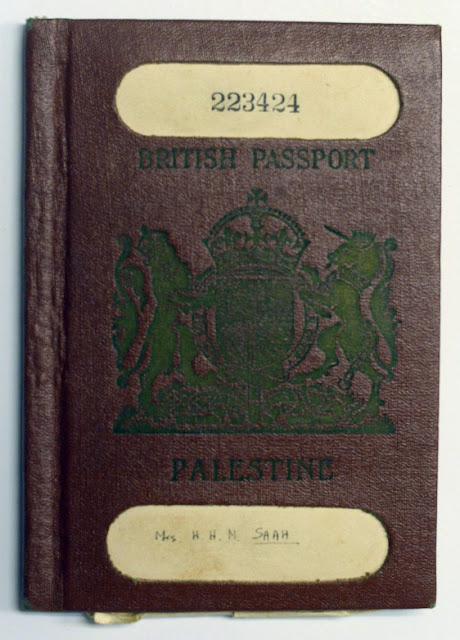 223424
BRITISH PASSPORT
PALESTINE
Mrs. H. H. N. SAAH